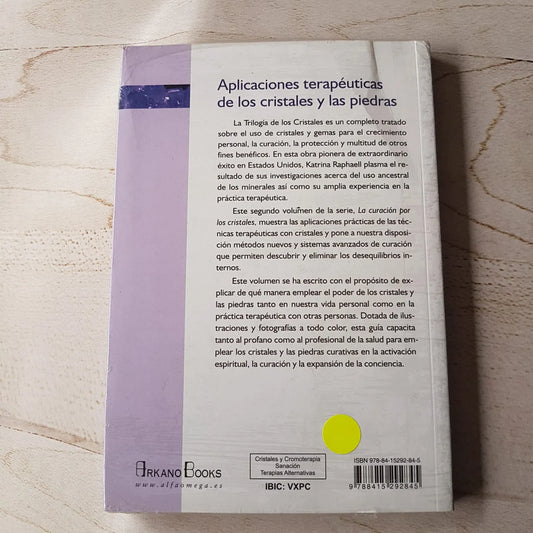 Aplicaciones terapéuticas
de los cristales y las piedras
La Trilogía de los Cristales es un completo tratado
sobre el uso de cristales y gemas para el crecimiento
personal, la curación, la protección y multitud de otros
fines benéficos. En esta obra pionera de extraordinario
éxito en Estados Unidos, Katrina Raphaell plasma el re-
sultado de sus investigaciones acerca del uso ancestral
de los minerales así como su amplia experiencia en la
práctica terapéutica.
Este segundo volumen de la serie, La curación por
los cristales, muestra las aplicaciones prácticas de las téc-
nicas terapéuticas con cristales y pone a nuestra disposi-
ción métodos nuevos y sistemas avanzados de curación
que permiten descubrir y eliminar los desequilibrios in-
ternos.
Este volumen se ha escrito con el propósito de ex-
plicar de qué manera emplear el poder de los cristales y
las piedras tanto en nuestra vida personal como en la
práctica terapéutica con otras personas. Dotada de ilus-
traciones y fotografías a todo color, esta guía capacita
tanto al profano como al profesional de la salud para em-
plear los cristales y las piedras curativas en la activación
espiritual, la curación y la expansión de la conciencia.
ARKANO BOOKS
www.alfaomega.es
Cristales y Cromoterapia
Sanación
Terapias Alternativas
IBIC: VXPC
ISBN 978-84-15292-84-5
9 788415 292845